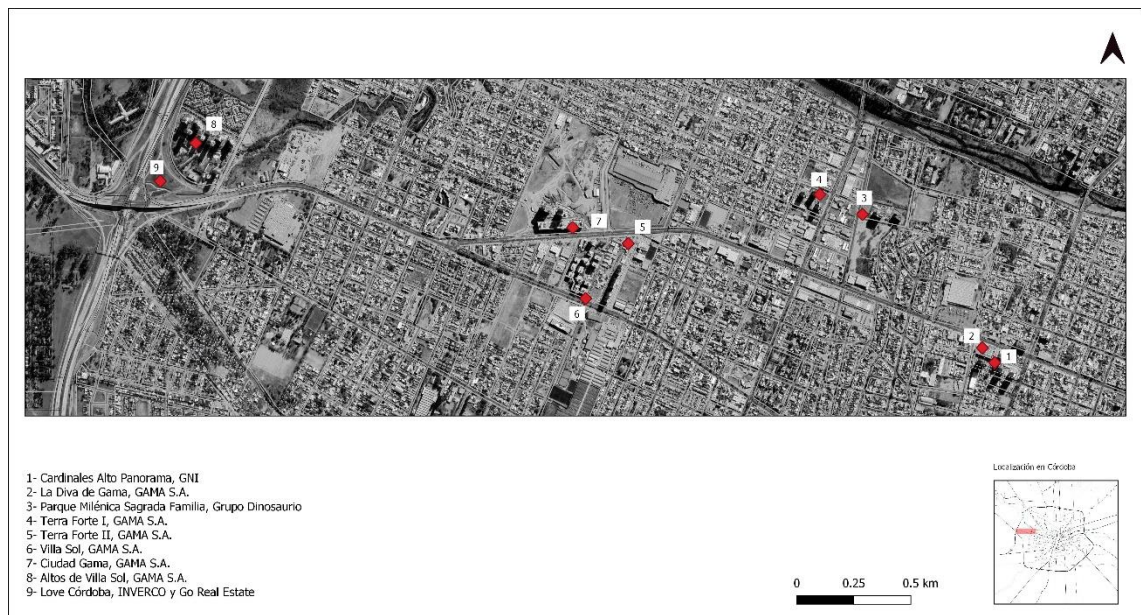 8
9
4
3
7
5
6
2
1
1- Cardinales Alto Panorama, GNI
2- La Diva de Gama, GAMA S.A.
3- Parque Milénica Sagrada Familia, Grupo Dinosaurio
4- Terra Forte I, GAMA S.A.
5- Terra Forte II, GAMA S.A.
6- Villa Sol, GAMA S.A.
7- Ciudad Gama, GAMA S.A.
8- Altos de Villa Sol, GAMA S.A.
9- Love Córdoba, INVERCO y Go Real Estate
Localización en Córdoba
0 0.25 0.5 km